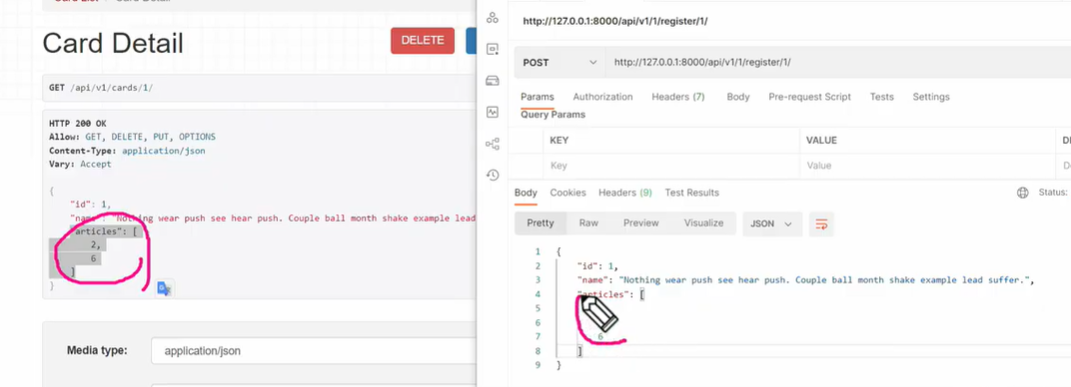 Card Detail
DELETE
GET /api/v1/cards/1/
HTTP 200 OK
Allow: GET, DELETE, PUT, OPTIONS
Content-Type: application/json
Vary: Accept
{
"id": 1,
"name": "Nothing wear push see hear push. Couple ball month shake example lead
"articles": [
2,
6
]
}
Media type:
application/json
http://127.0.0.1:8000/api/v1/1/register/1/
POST
http://127.0.0.1:8000/api/v1/1/register/1/
Params Authorization Headers (7) Body Pre-request Script Tests Settings
Query Params
KEY VALUE
Key Value
Body Cookies Headers (9) Test Results
Status:
Pretty Raw Preview Visualize JSON
1 {
2 "id": 1,
3 "name": "Nothing wear push see hear push. Couple ball month shake example lead suffer.",
4 "articles": [
5
6
7 6
8 ]
9 }